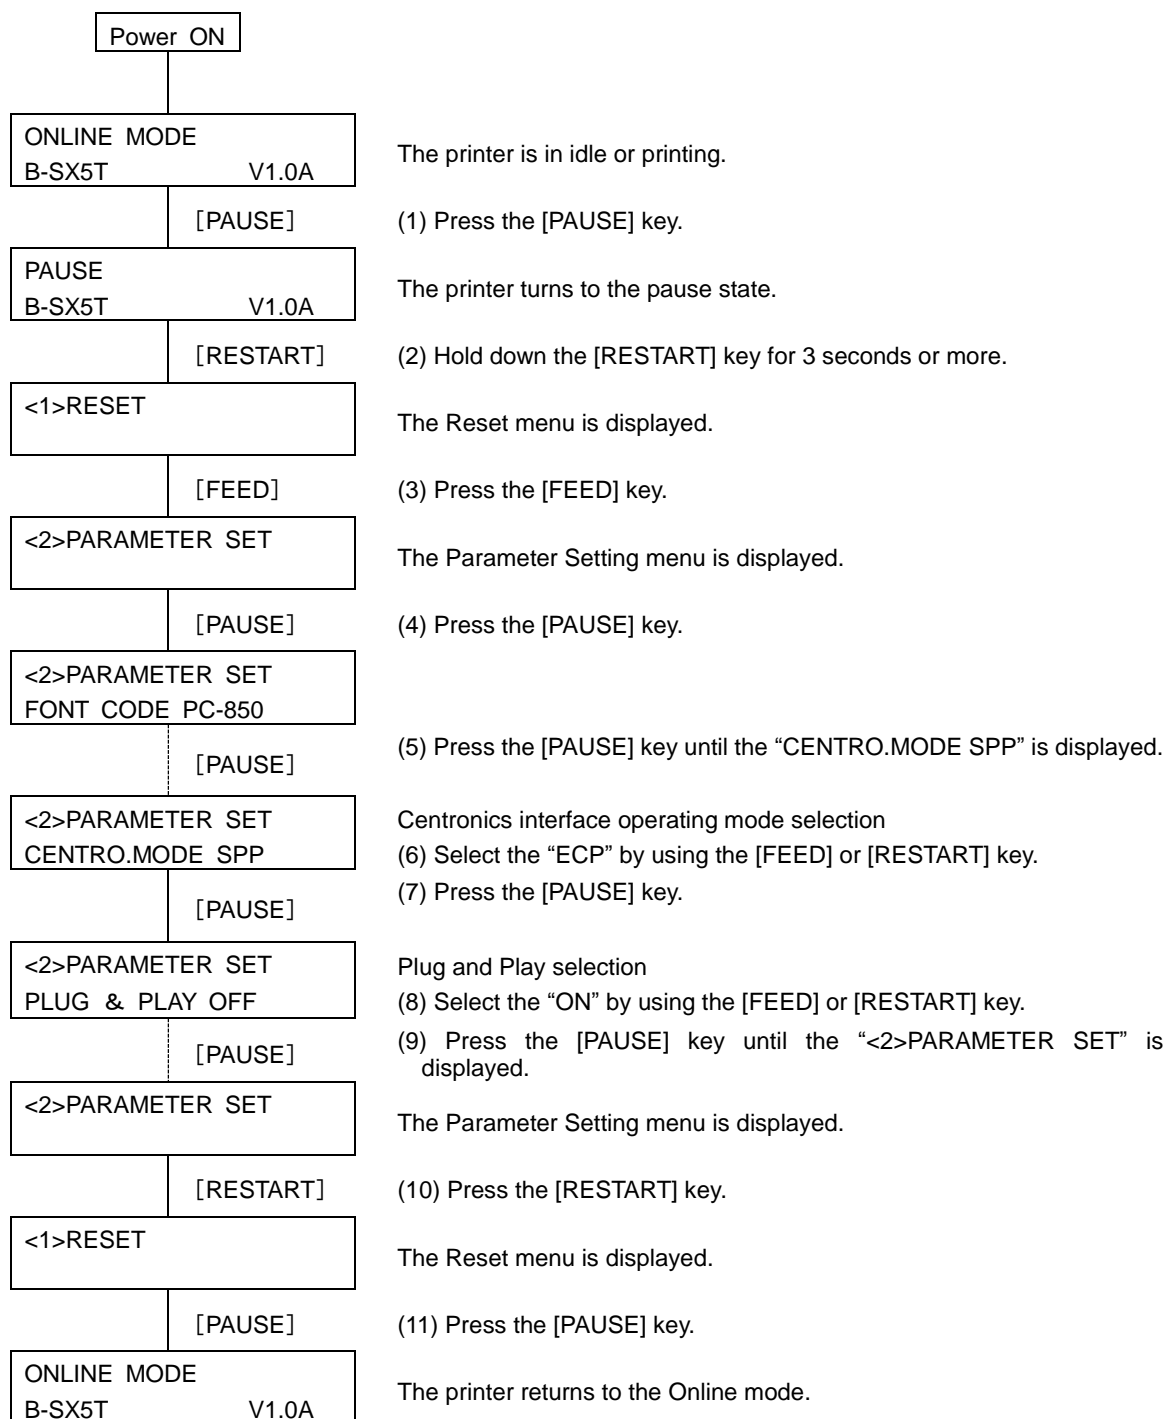 Power ON
ONLINE MODE
B-SX5T V1.0A
The printer is in idle or printing.
[PAUSE]
(1) Press the [PAUSE] key.
PAUSE
B-SX5T V1.0A
The printer turns to the pause state.
[RESTART]
(2) Hold down the [RESTART] key for 3 seconds or more.
<1>RESET
The Reset menu is displayed.
[FEED]
(3) Press the [FEED] key.
<2>PARAMETER SET
The Parameter Setting menu is displayed.
[PAUSE]
(4) Press the [PAUSE] key.
<2>PARAMETER SET
FONT CODE PC-850
[PAUSE]
(5) Press the [PAUSE] key until the “CENTRO.MODE SPP” is displayed.
<2>PARAMETER SET
CENTRO.MODE SPP
Centronics interface operating mode selection
(6) Select the “ECP” by using the [FEED] or [RESTART] key.
(7) Press the [PAUSE] key.
[PAUSE]
<2>PARAMETER SET
PLUG & PLAY OFF
Plug and Play selection
(8) Select the “ON” by using the [FEED] or [RESTART] key.
(9) Press the [PAUSE] key until the “<2>PARAMETER SET” is
displayed.
[PAUSE]
<2>PARAMETER SET
The Parameter Setting menu is displayed.
[RESTART]
(10) Press the [RESTART] key.
<1>RESET
The Reset menu is displayed.
[PAUSE]
(11) Press the [PAUSE] key.
ONLINE MODE
B-SX5T V1.0A
The printer returns to the Online mode.